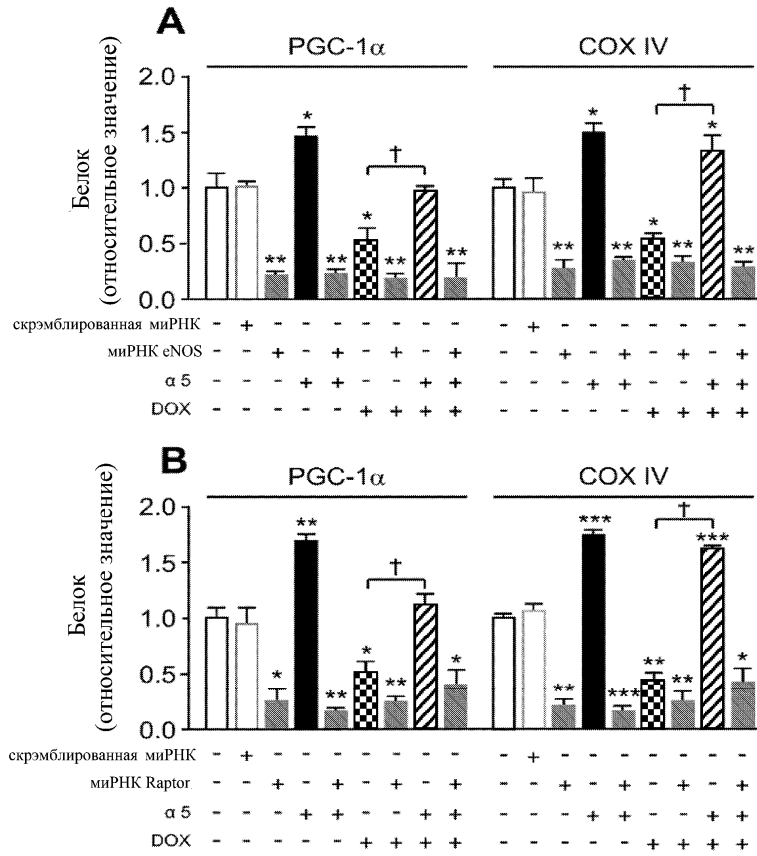 A
PGC-1α COX IV
Белок
(относительное значение)
2.0
1.5
1.0
0.5
0.0
* ** * ** * ** † **
** * ** * ** † * **
скрэмблированная миРНК - + - - - - - - - - + - - - - - - -
миРНК eNOS - - + - + - + - + - - + - + - + - +
α 5 - - - + + - - + + - - - + + - - + +
DOX - - - - - + + + + - - - - - + + + +
B
PGC-1α COX IV
Белок
(относительное значение)
2.0
1.5
1.0
0.5
0.0
* ** ** * ** † *
** *** *** ** ** † *** *
скрэмблированная миРНК - + - - - - - - - - + - - - - - - -
миРНК Raptor - - + - + - + - + - - + - + - + - +
α 5 - - - + + - - + + - - - + + - - + +
DOX - - - - - + + + + - - - - - + + + +